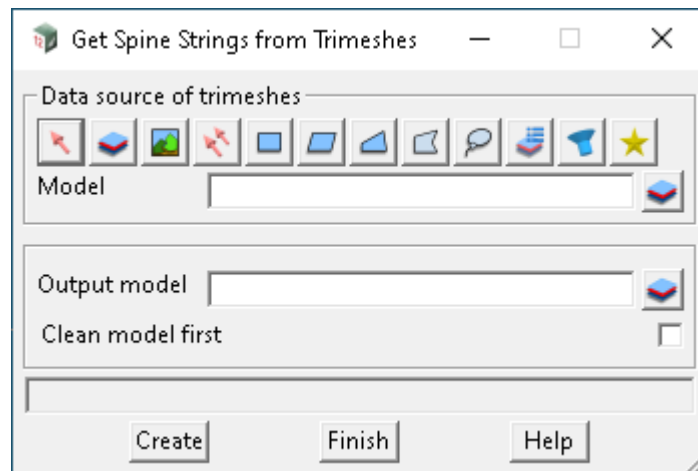 Get Spine Strings from Trimeshes
Data source of trimeshes
Model
Output model
Clean model first
Create Finish Help